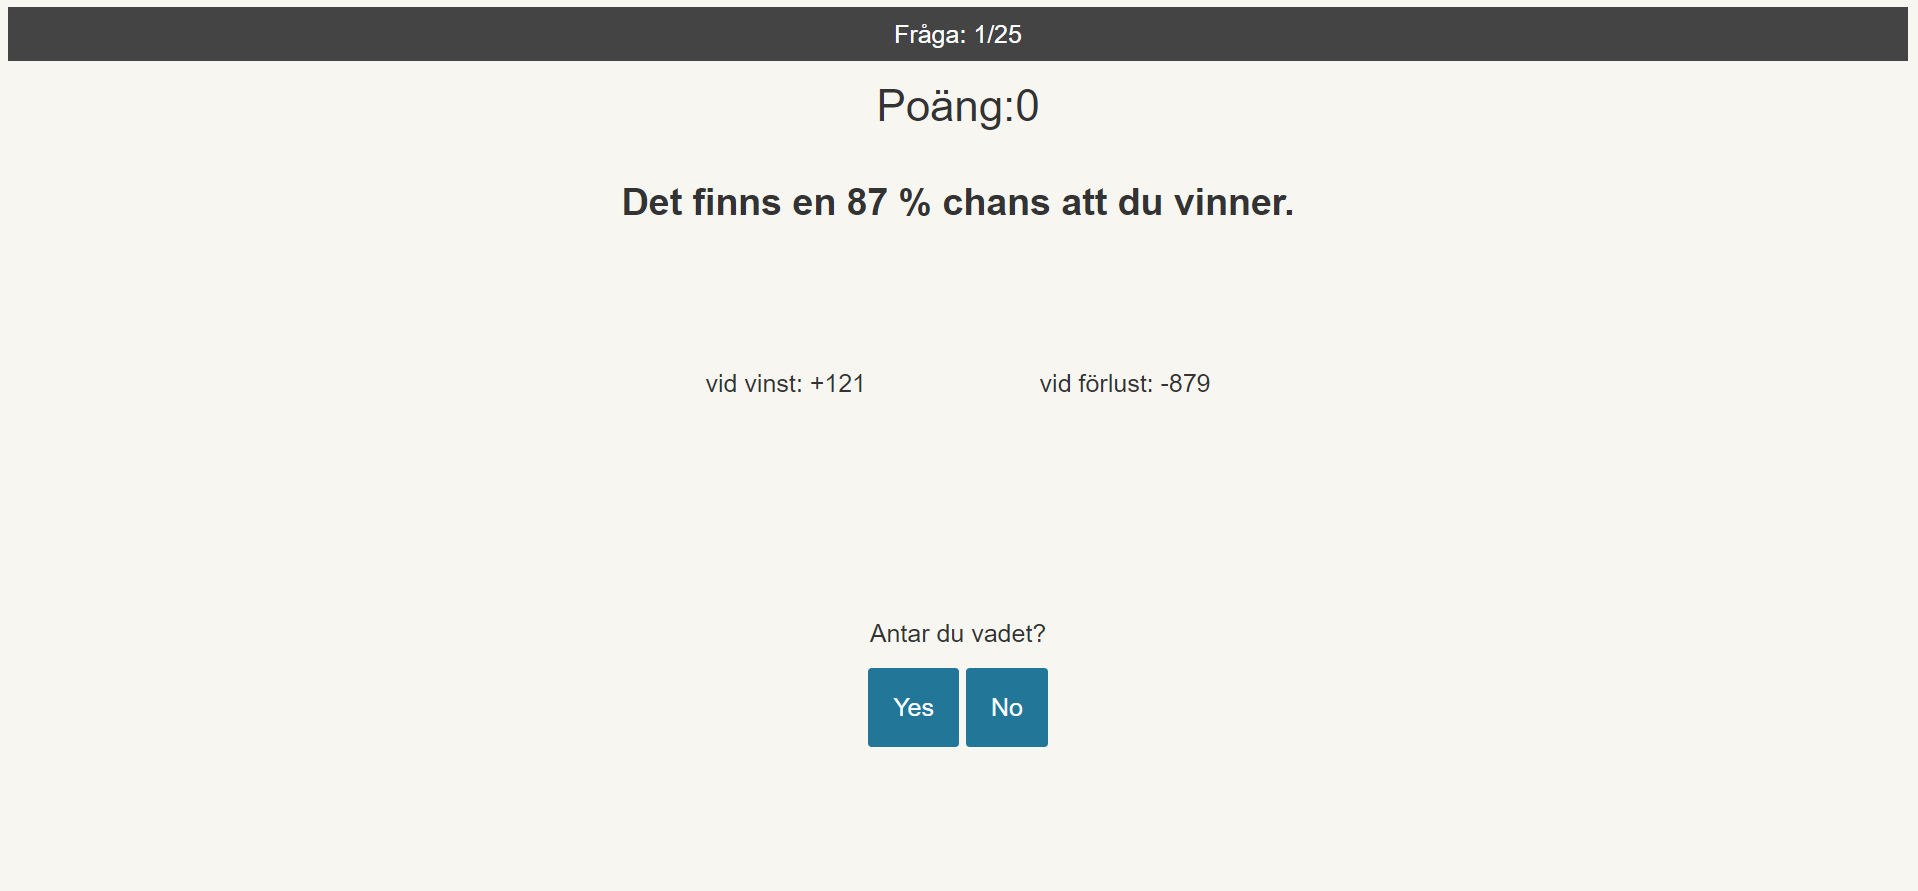 Fråga: 1/25
Poäng:0
Det finns en 87 % chans att du vinner.
vid vinst: +121
vid förlust: -879
Antar du vadet?
Yes
No